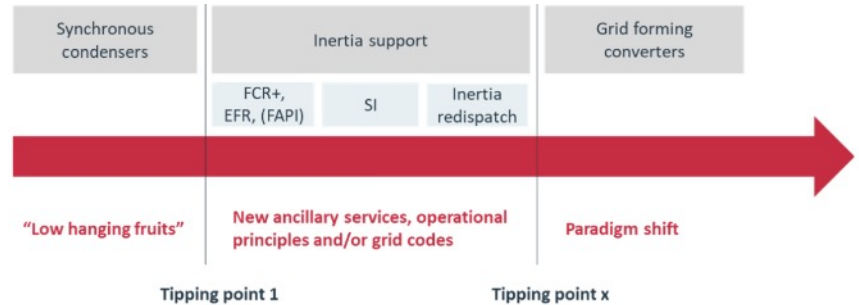 Synchronous
condensers
Inertia support
Grid forming
converters
FCR+,
EFR, (FAPI)
SI
Inertia
redispatch
“Low hanging fruits”
New ancillary services, operational
principles and/or grid codes
Paradigm shift
Tipping point 1
Tipping point x